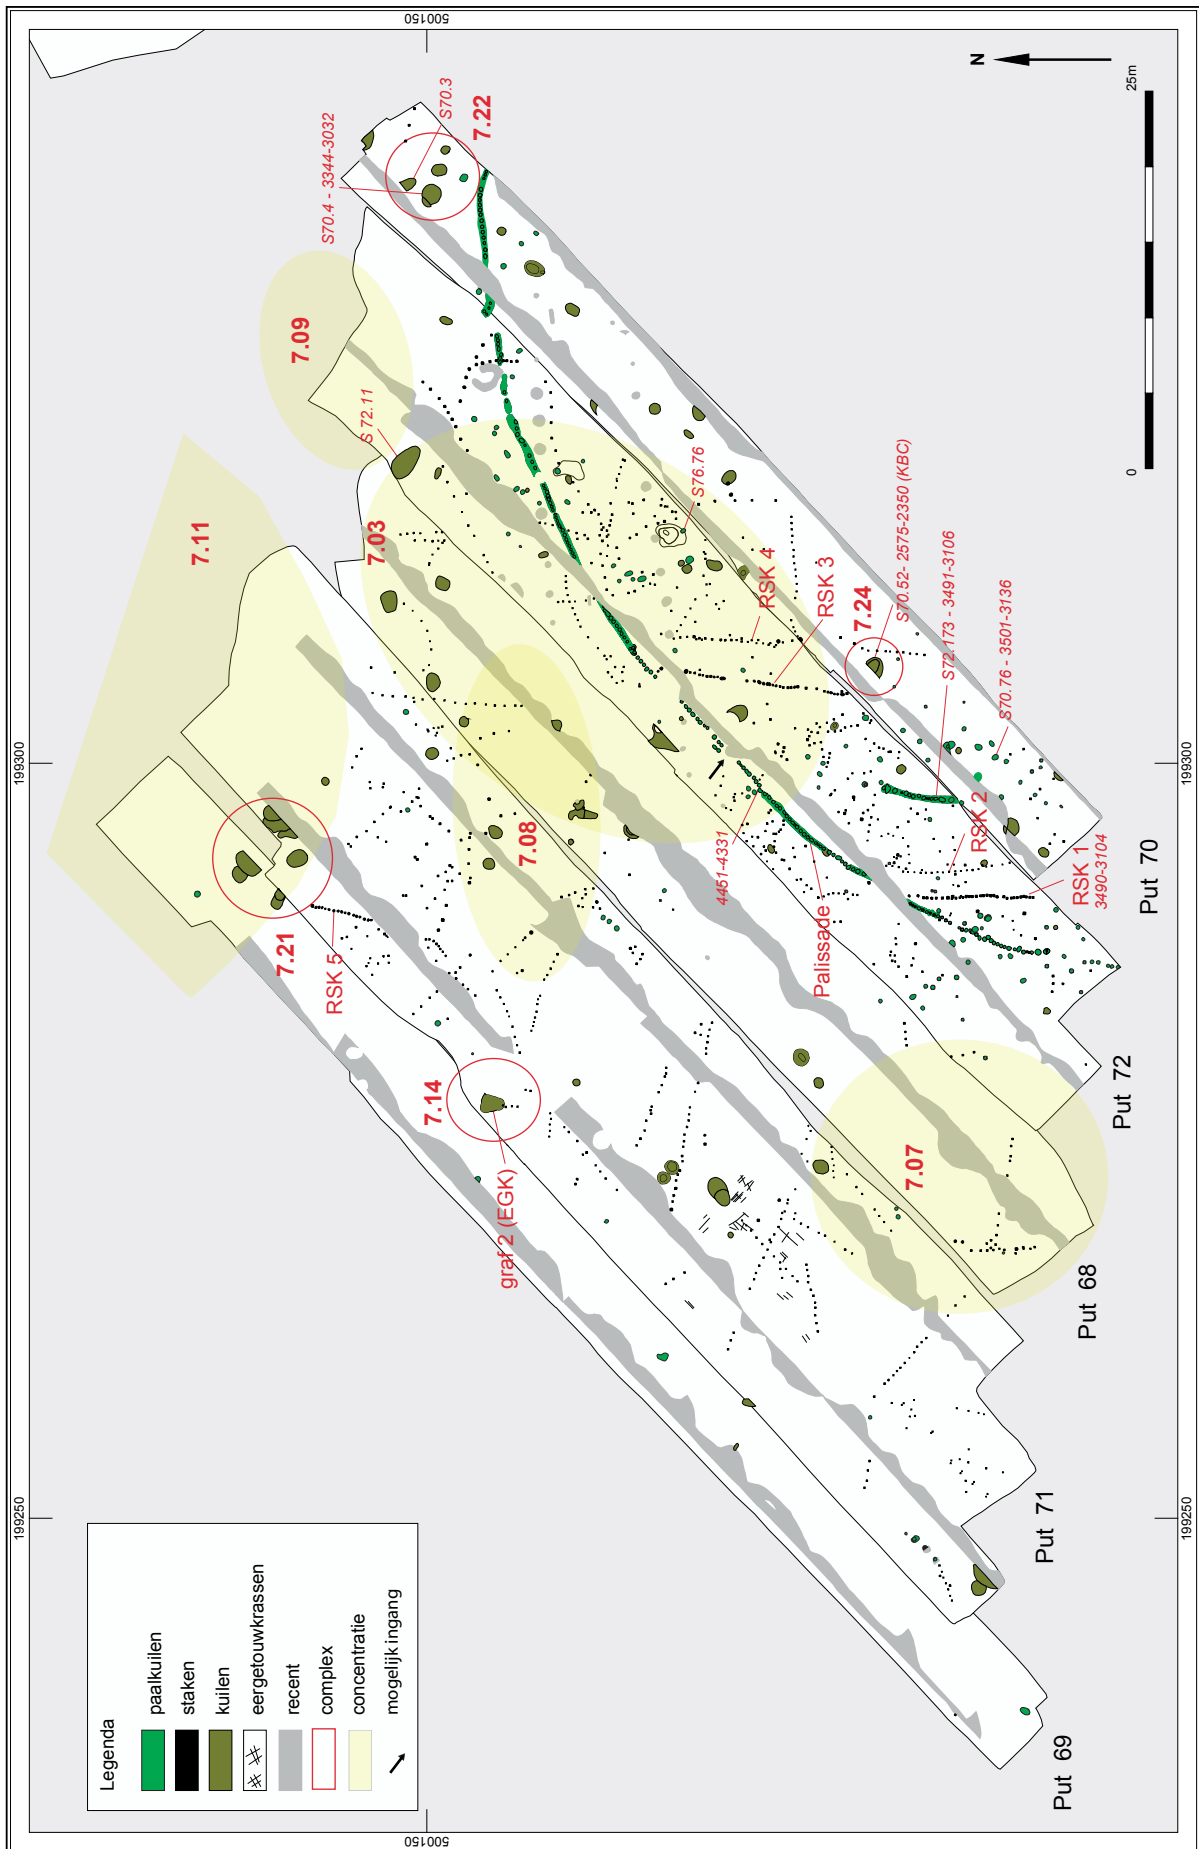 500150
199300
199250
500150
N
25m
0
S70.4 - 3344-3032
S70.3
7.22
7.09
S 72.11
7.11
7.03
S76.76
RSK 4
RSK 3
7.24
S70.52- 2575-2350 (KBC)
S72.173 - 3491-3106
S70.76 - 3501-3136
7.08
7.21
RSK 5
4451-4331
Palissade
RSK 2
RSK 1
3490-3104
7.14
graf 2 (EGK)
7.07
Put 70
Put 72
Put 68
Put 71
Put 69
199300
199250
Legenda
paalkuilen
staken
kuilen
eergetouwkrassen
recent
complex
concentratie
mogelijk ingang